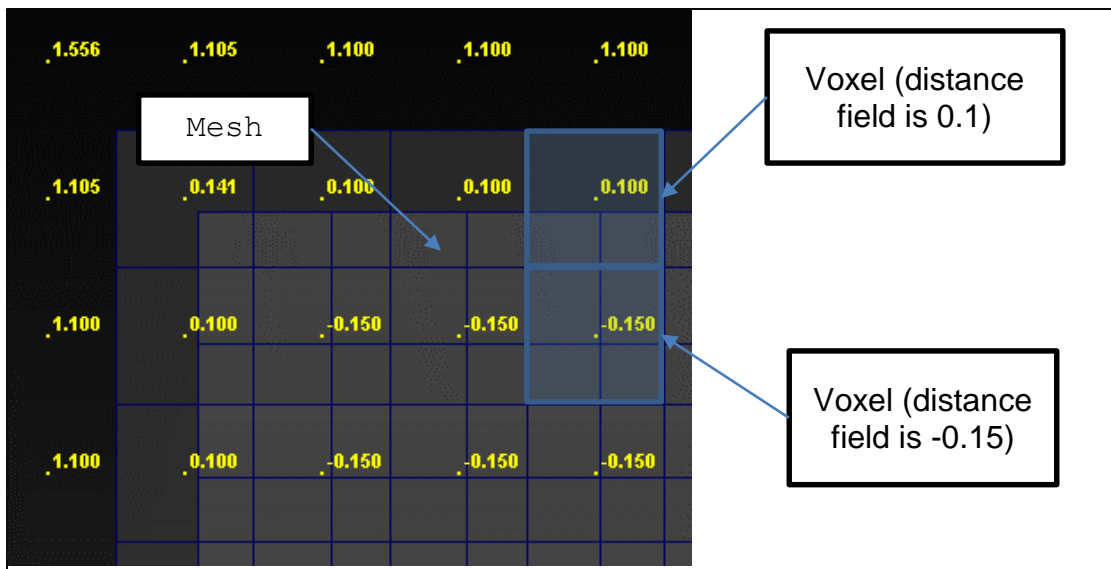 1.556 1.105 1.100 1.100 1.100
Mesh
Voxel (distance
field is 0.1)
1.105 0.141 0.100 0.100 0.100
1.100 0.100 -0.150 -0.150 -0.150
Voxel (distance
field is -0.15)
1.100 0.100 -0.150 -0.150 -0.150